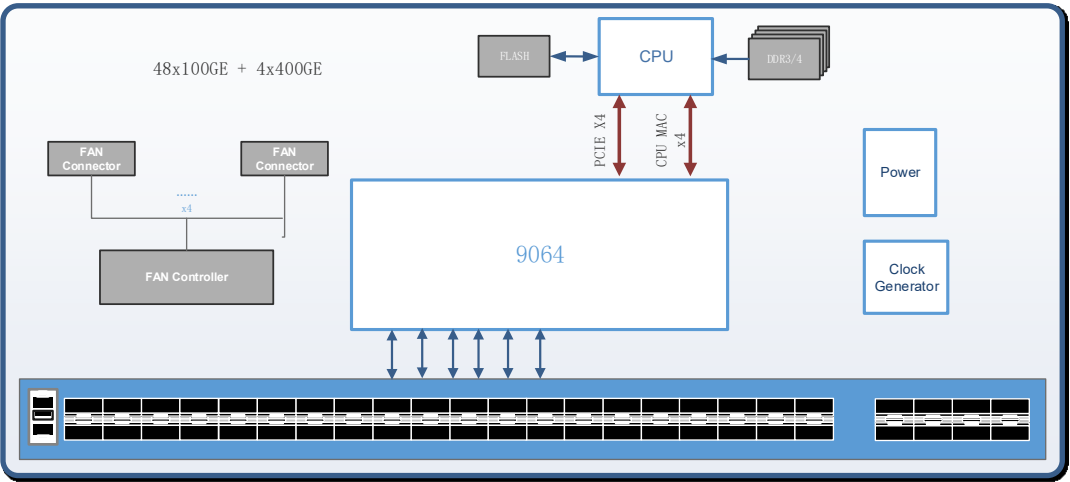 48x100GE + 4x400GE
FLASH
CPU
DDR3/4
PCIE X4
CPU MAC
x4
FAN
Connector
FAN
Connector
......
x4
FAN Controller
9064
Power
Clock
Generator